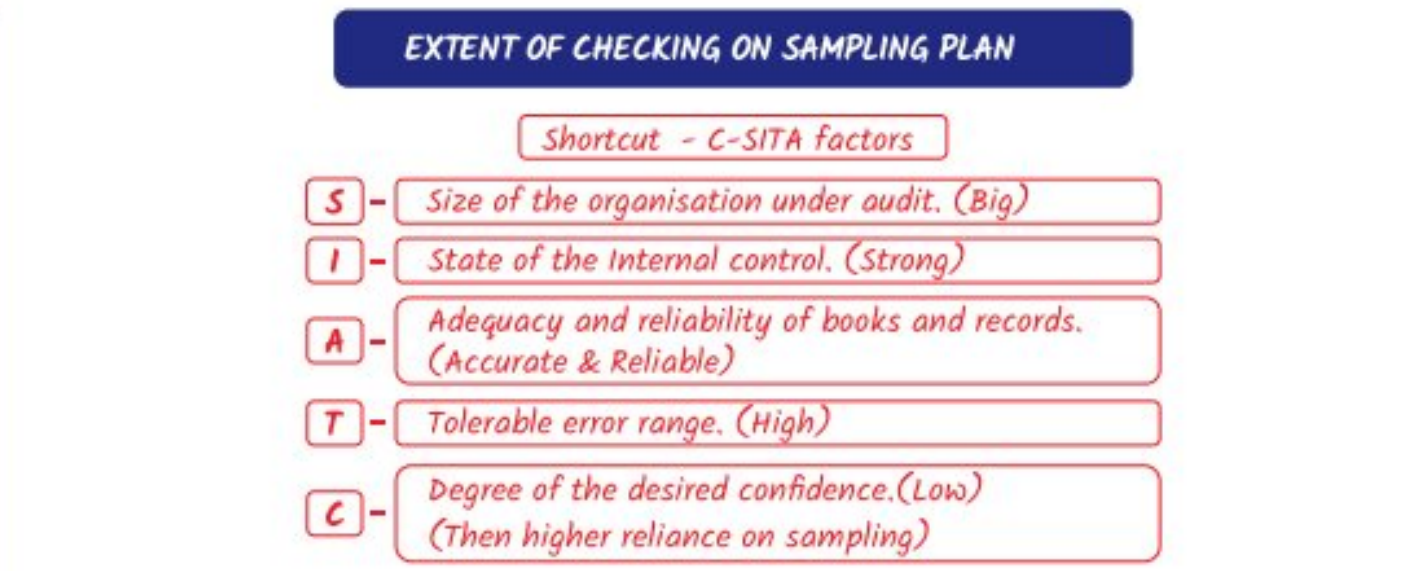 EXTENT OF CHECKING ON SAMPLING PLAN
Shortcut - C-SITA factors
S - Size of the organisation under audit. (Big)
I - State of the Internal control. (Strong)
A - Adequacy and reliability of books and records.
(Accurate & Reliable)
T - Tolerable error range. (High)
C - Degree of the desired confidence.(Low)
(Then higher reliance on sampling)